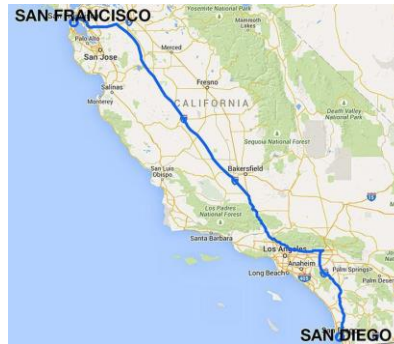 SAN FRANCISCO
Yosemite National Park
Mammoth Lakes
Palo Alto
San Jose
Merced
Salinas
Fresno
Monterey
CALIFORNIA
Death Valley National Park
Sequoia National Forest
San Luis Obispo
Bakersfield
Los Padres National Forest
Santa Barbara
Los Angeles
Anaheim
Long Beach
Palm Springs
Palm Desert
SAN DIEGO